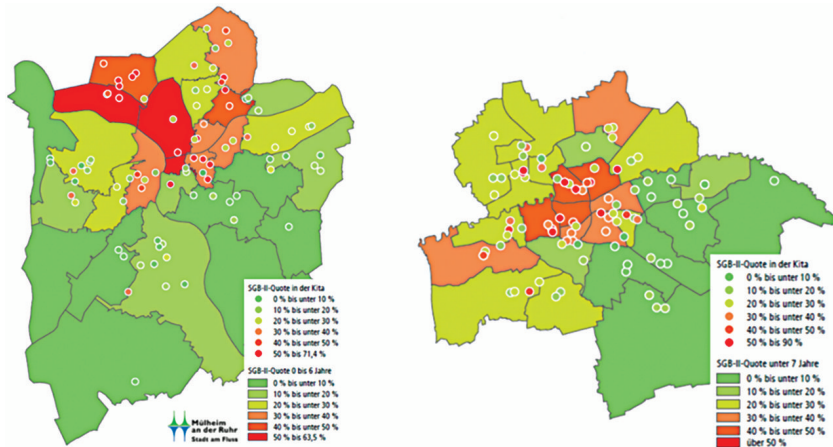 SGB-II-Quote in der Kita
0 % bis unter 10 %
10 % bis unter 20 %
20 % bis unter 30 %
30 % bis unter 40 %
40 % bis unter 50 %
50 % bis 71,4 %
SGB-II-Quote 0 bis 6 Jahre
0 % bis unter 10 %
10 % bis unter 20 %
20 % bis unter 30 %
30 % bis unter 40 %
40 % bis unter 50 %
50 % bis 63,5 %
Mülheim
an der Ruhr
Stadt am Fluss
SGB-II-Quote in der Kita
0 % bis unter 10 %
10 % bis unter 20 %
20 % bis unter 30 %
30 % bis unter 40 %
40 % bis unter 50 %
50 % bis 90 %
SGB-II-Quote unter 7 Jahre
0 % bis unter 10 %
10 % bis unter 20 %
20 % bis unter 30 %
30 % bis unter 40 %
40 % bis unter 50 %
über 50 %